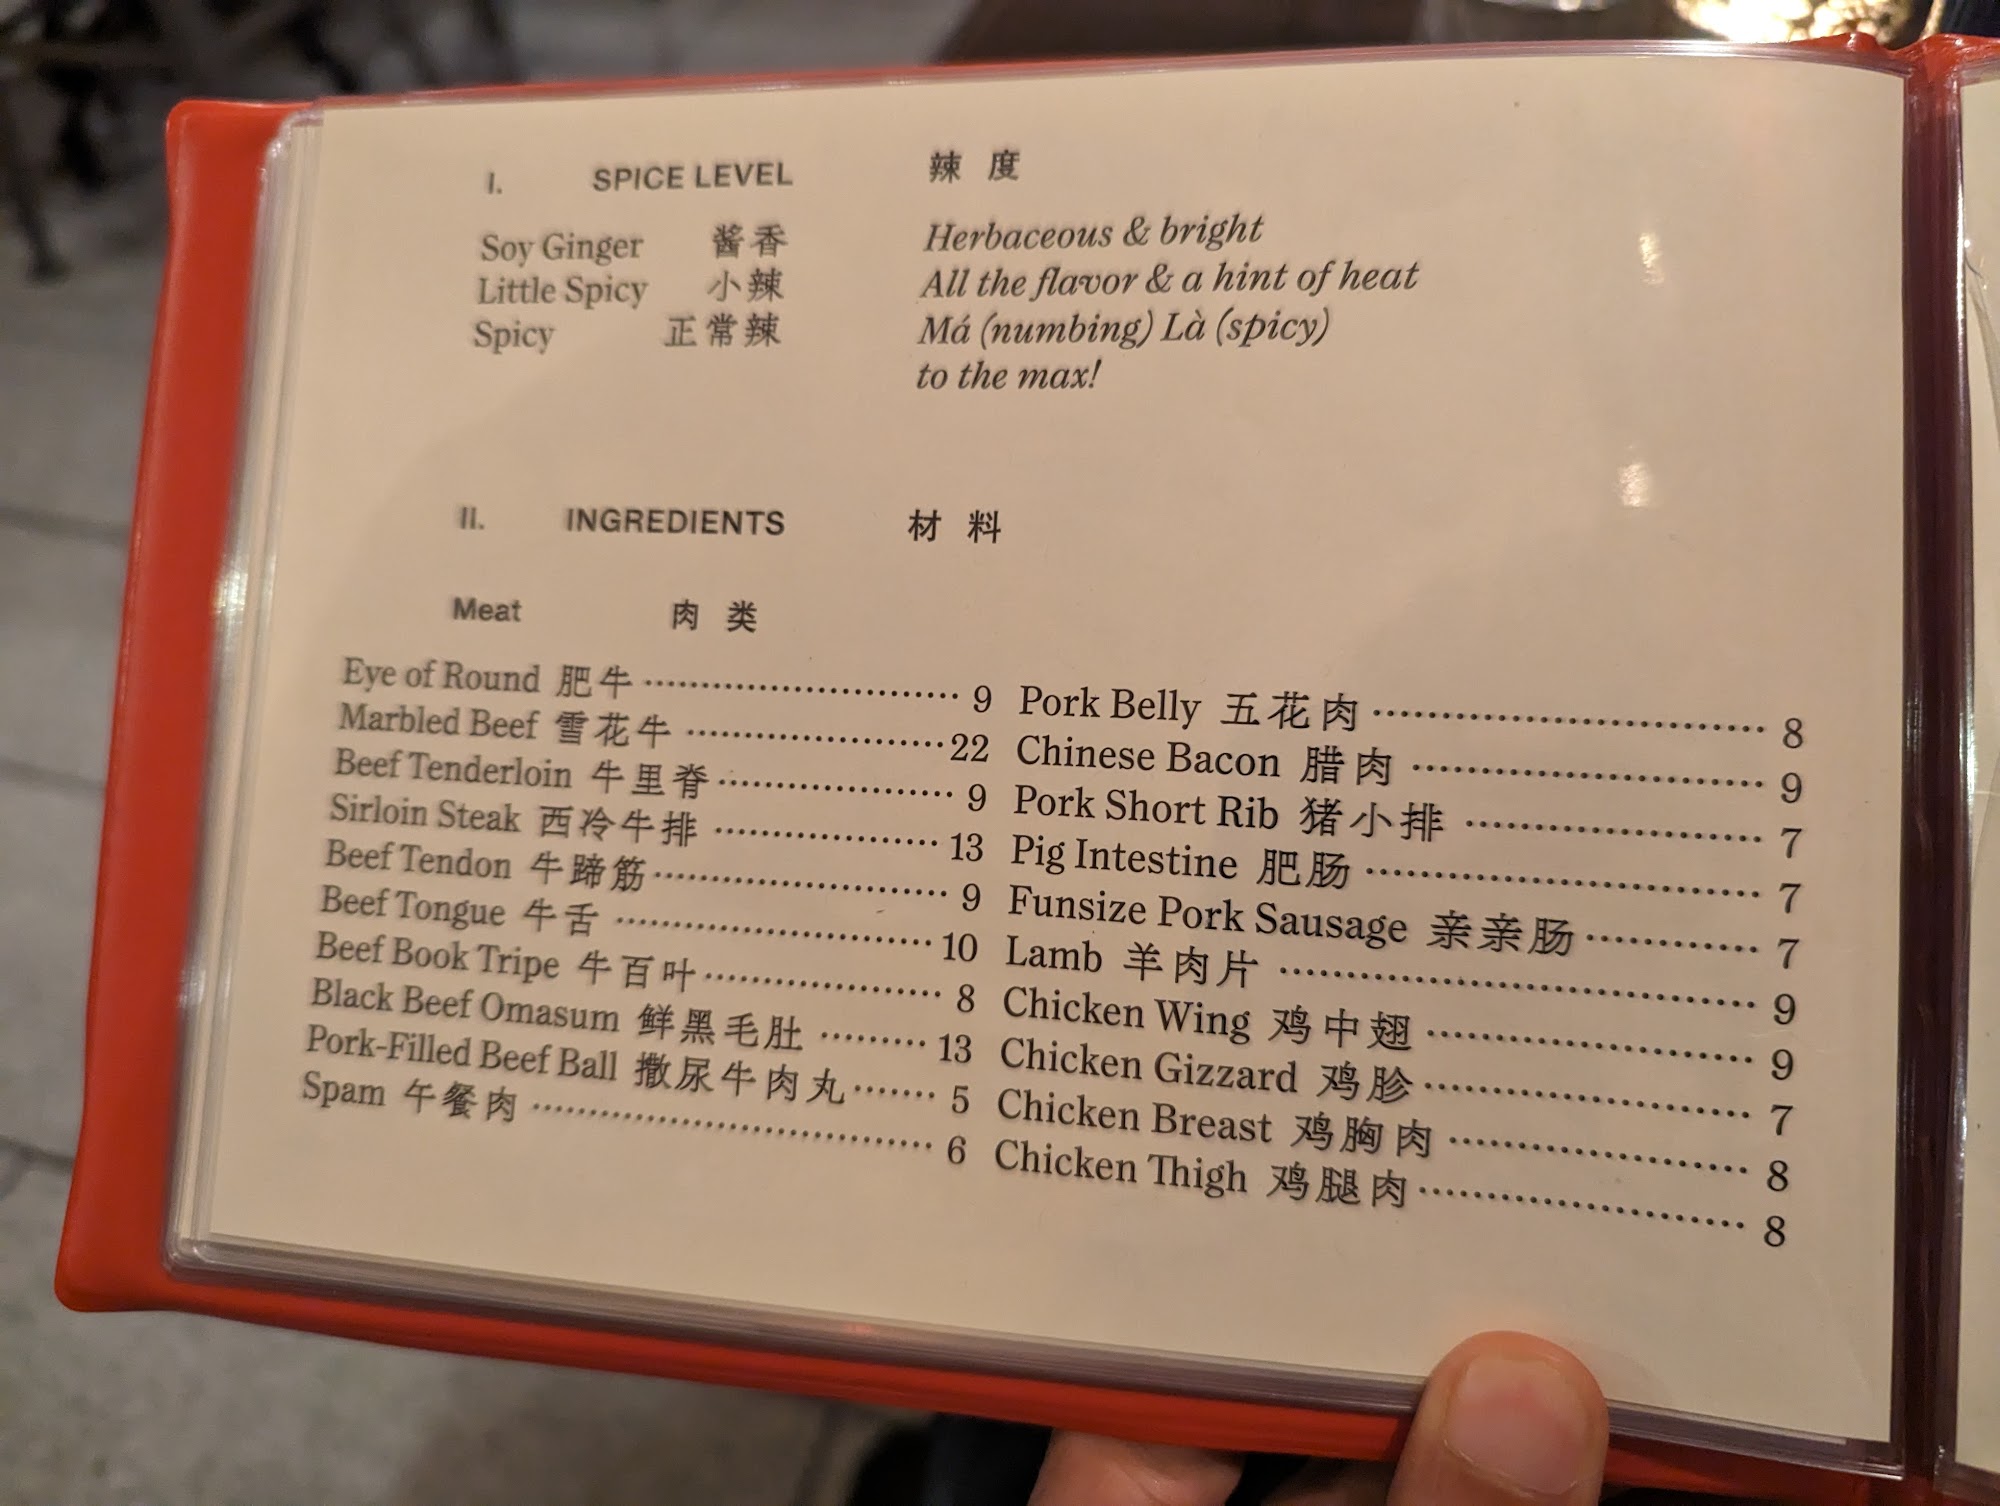 I. SPICE LEVEL 辣 度
Soy Ginger 酱香 Herbaceous & bright
Little Spicy 小辣 All the flavor & a hint of heat
Spicy 正常辣 Má (numbing) Là (spicy)
to the max!
II. INGREDIENTS 材 料
Meat 肉 类
Eye of Round 肥牛 9
Marbled Beef 雪花牛 22
Beef Tenderloin 牛里脊 9
Sirloin Steak 西冷牛排 13
Beef Tendon 牛蹄筋 9
Beef Tongue 牛舌 10
Beef Book Tripe 牛百叶 8
Black Beef Omasum 鲜黑毛肚 13
Pork-Filled Beef Ball 撒尿牛肉丸 5
Spam 午餐肉 6
Pork Belly 五花肉 8
Chinese Bacon 腊肉 9
Pork Short Rib 猪小排 7
Pig Intestine 肥肠 7
Funsize Pork Sausage 亲亲肠 7
Lamb 羊肉片 9
Chicken Wing 鸡中翅 9
Chicken Gizzard 鸡胗 7
Chicken Breast 鸡胸肉 8
Chicken Thigh 鸡腿肉 8